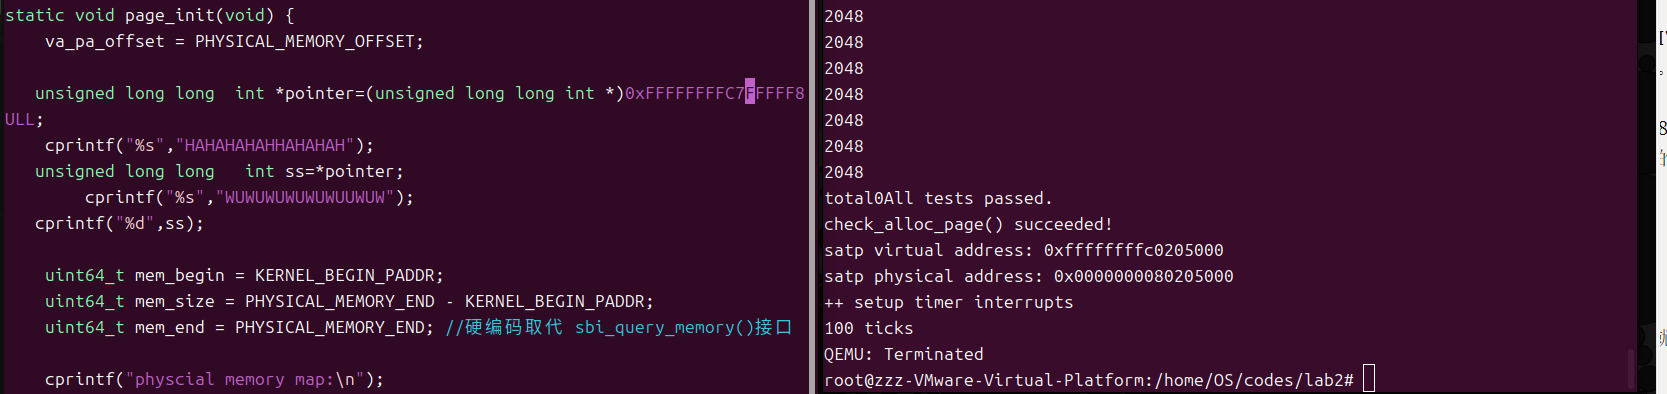 static void page_init(void) {
va_pa_offset = PHYSICAL_MEMORY_OFFSET;
unsigned long long  int *pointer=(unsigned long long int *)0xFFFFFFFFC7FFFFF8
ULL;
cprintf("%s","HAHAHAHAHHAHAHAH");
unsigned long long   int ss=*pointer;
cprintf("%s","WUWUWUWUWUWUUWUW");
cprintf("%d",ss);
uint64_t mem_begin = KERNEL_BEGIN_PADDR;
uint64_t mem_size = PHYSICAL_MEMORY_END - KERNEL_BEGIN_PADDR;
uint64_t mem_end = PHYSICAL_MEMORY_END; //硬编码取代 sbi_query_memory()接口
cprintf("physcial memory map:\n");
2048
2048
2048
2048
2048
2048
2048
total0All tests passed.
check_alloc_page() succeeded!
satp virtual address: 0xffffffffc0205000
satp physical address: 0x0000000080205000
++ setup timer interrupts
100 ticks
QEMU: Terminated
root@zzz-VMware-Virtual-Platform:/home/OS/codes/lab2#